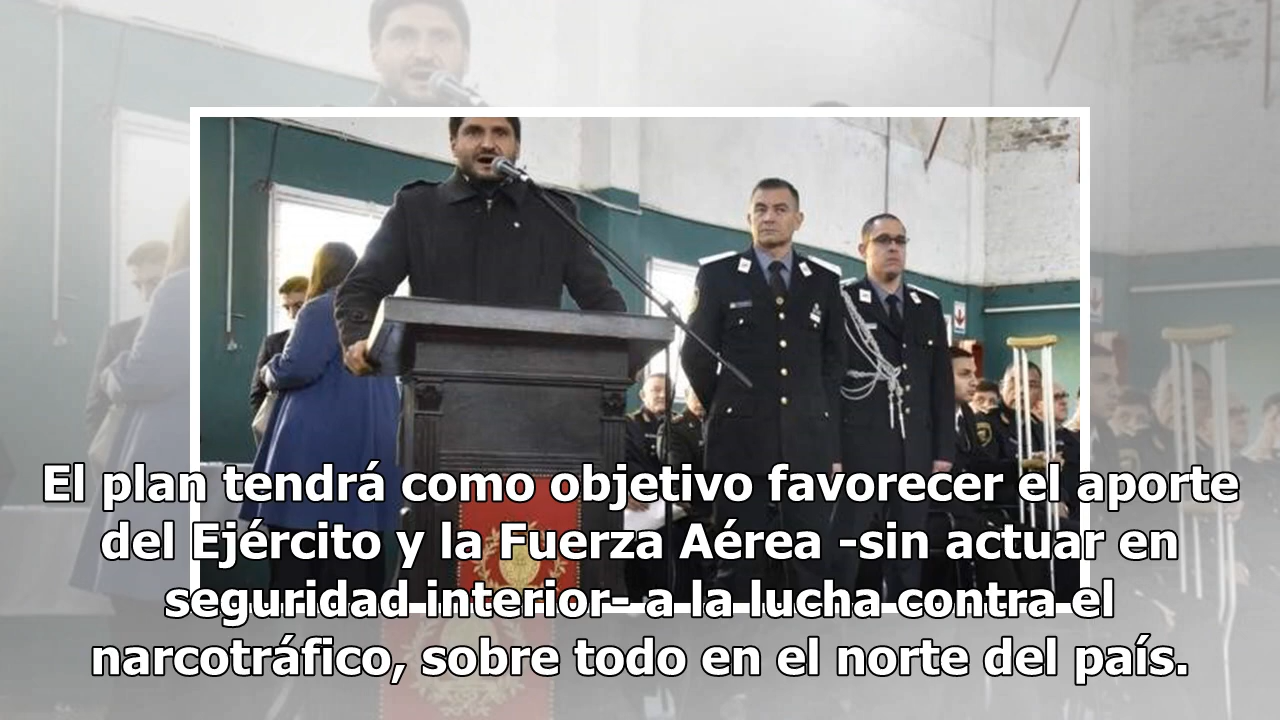 El plan tendrá como objetivo favorecer el aporte
del Ejército y la Fuerza Aérea -sin actuar en
seguridad interior- a la lucha contra el
narcotráfico, sobre todo en el norte del país.